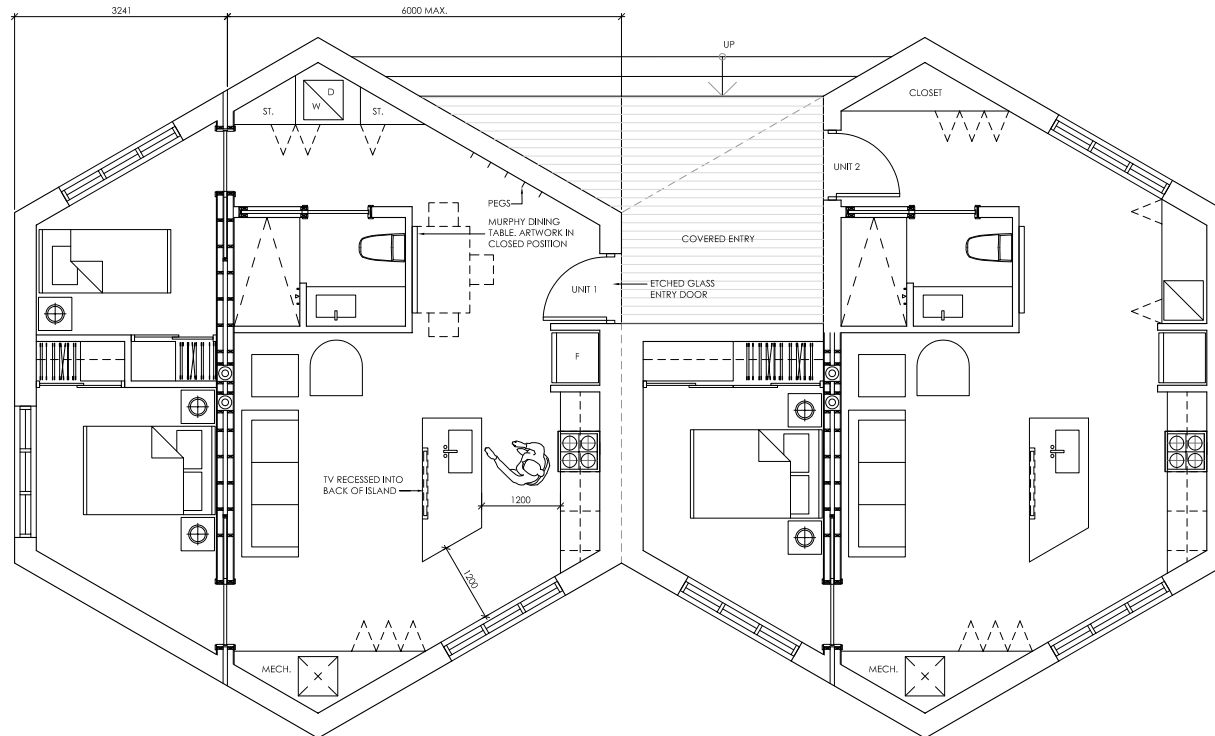 3241
6000 MAX.
UP
CLOSET
ST.
D
W
ST.
UNIT 2
PEGS
MURPHY DINING
TABLE. ARTWORK IN
CLOSED POSITION
COVERED ENTRY
UNIT 1
ETCHED GLASS
ENTRY DOOR
F
TV RECESSED INTO
BACK OF ISLAND
1200
1200
MECH.
MECH.